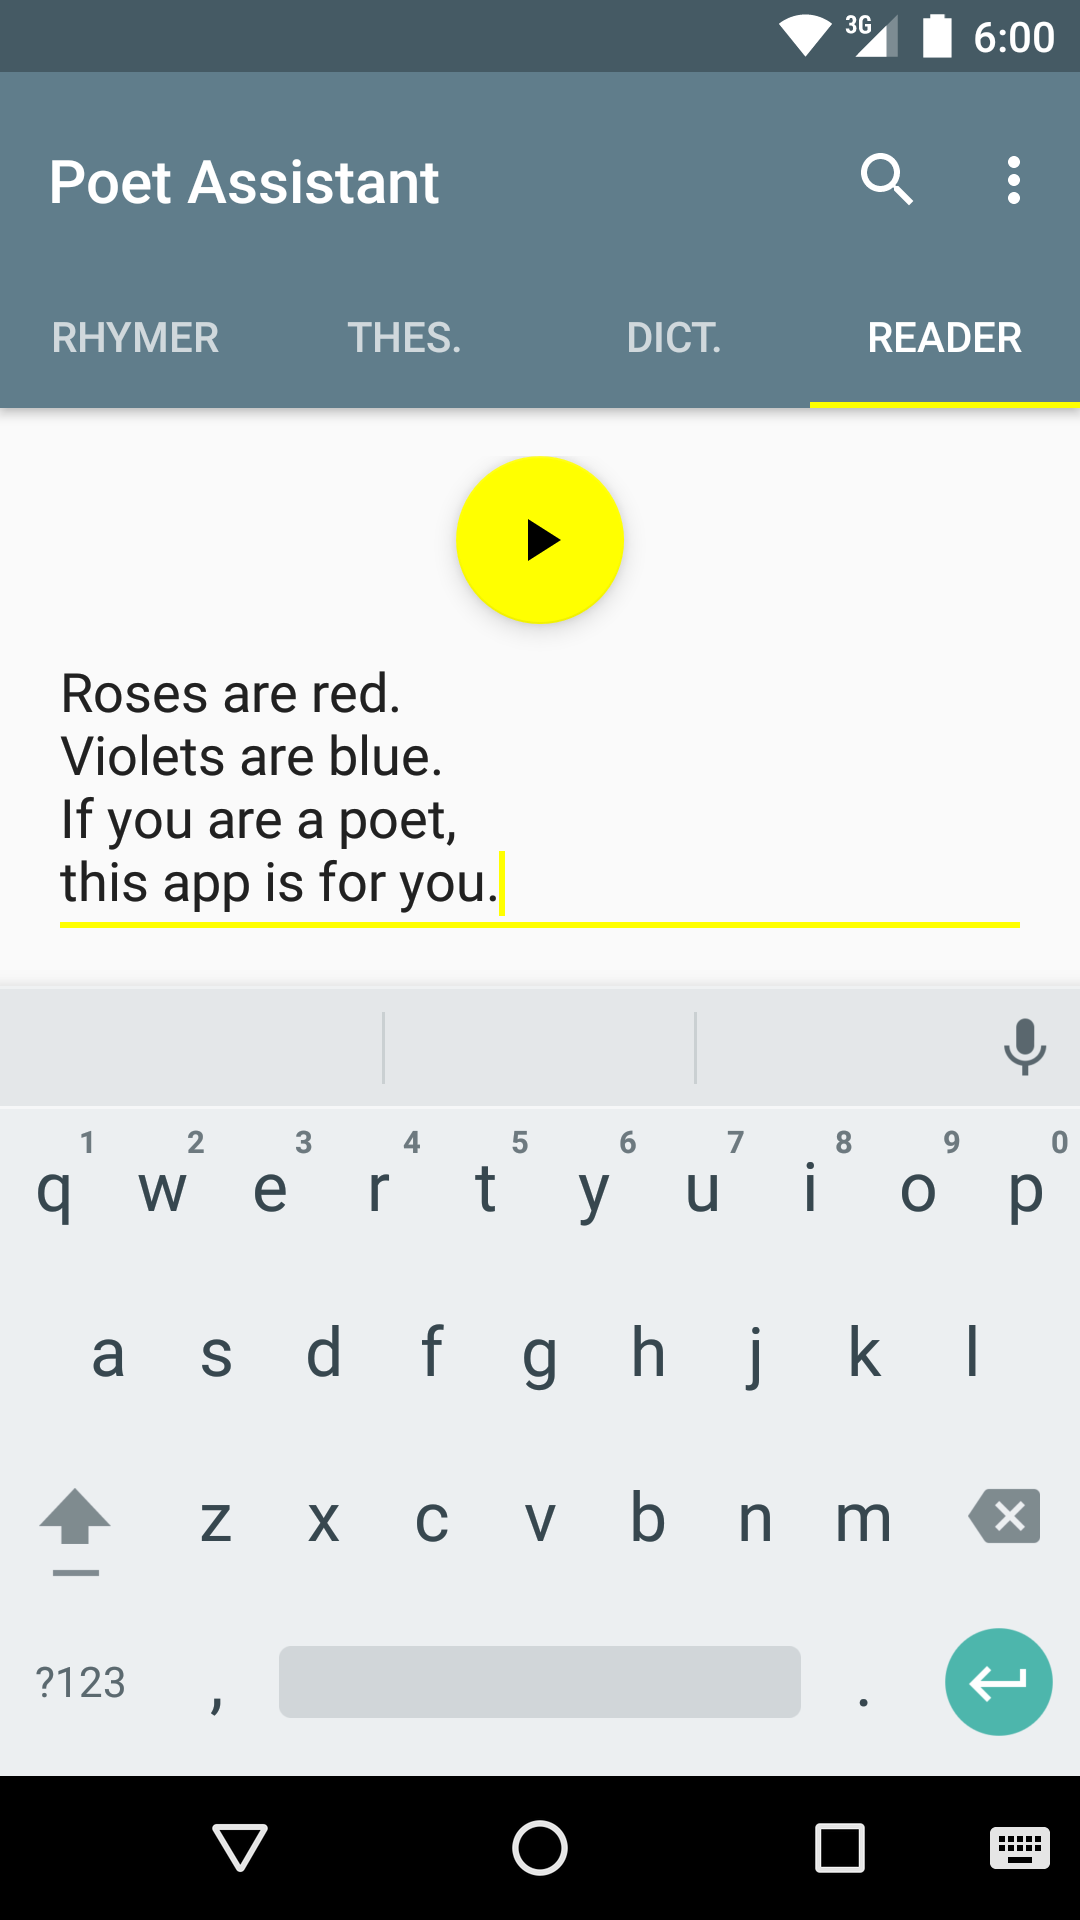 3G 6:00
Poet Assistant
RHYMER THES. DICT. READER
Roses are red.
Violets are blue.
If you are a poet,
this app is for you.
1 2 3 4 5 6 7 8 9 0
q w e r t y u i o p
a s d f g h j k l
z x c v b n m
?123 , .